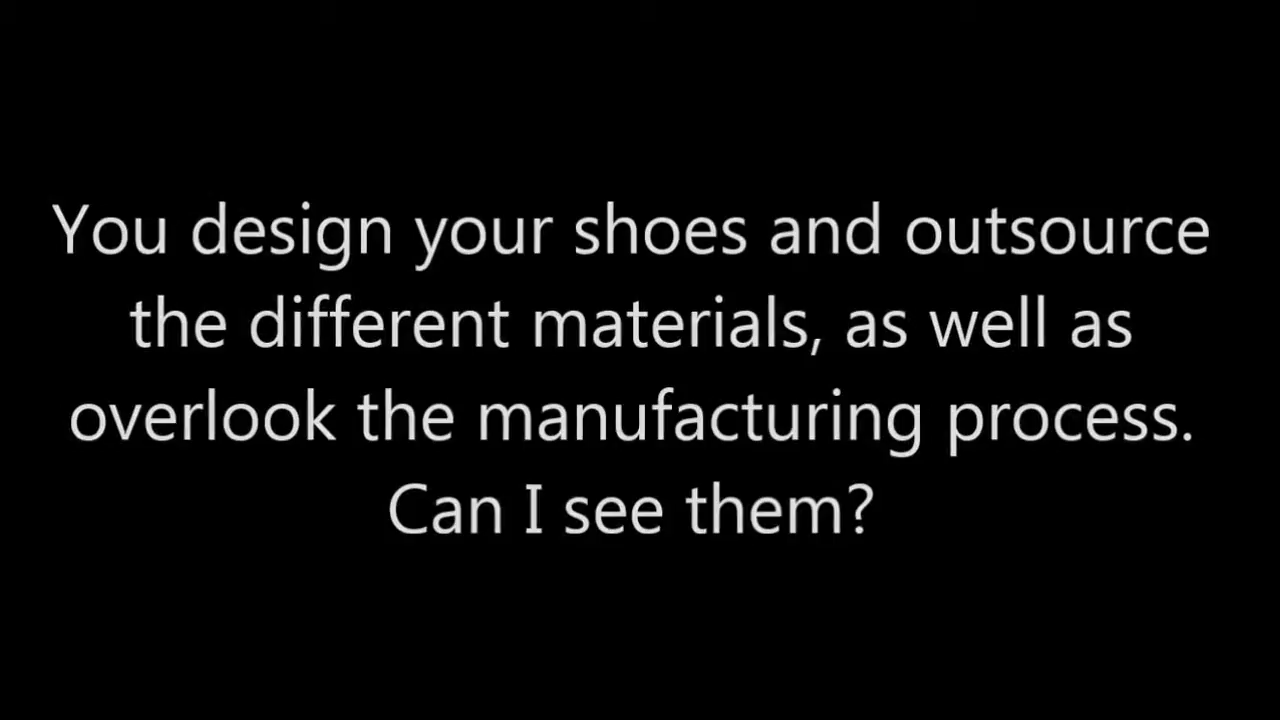 You design your shoes and outsource
the different materials, as well as
overlook the manufacturing process.
Can I see them?